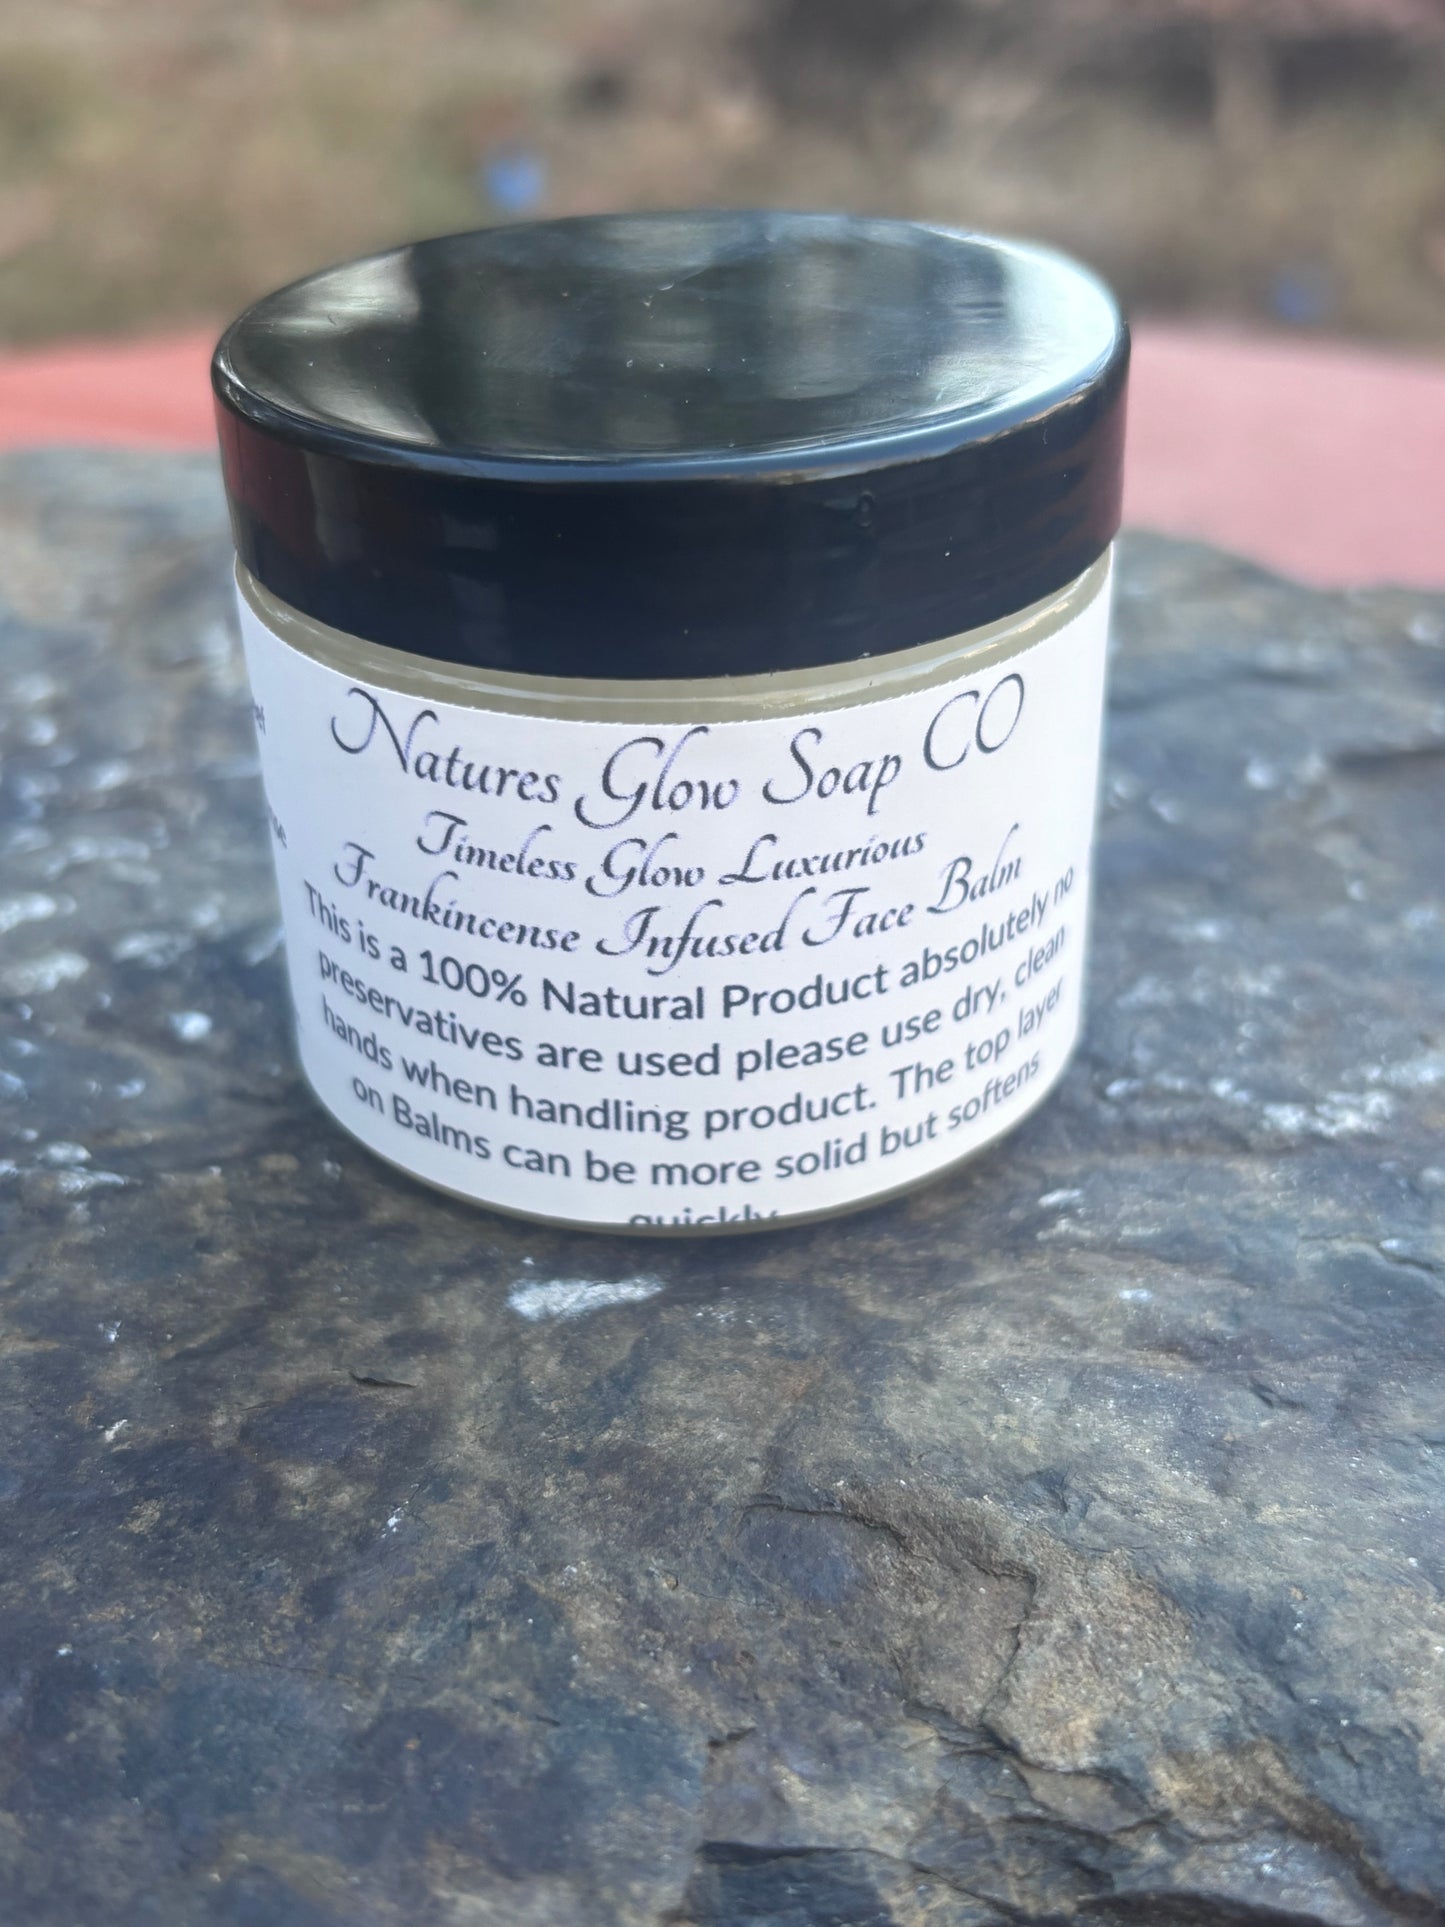 Natures Glow Soap CO
Timeless Glow Luxurious
Frankincense Infused Face Balm
This is a 100% Natural Product absolutely no
preservatives are used please use dry, clean
hands when handling product. The top layer
on Balms can be more solid but softens
quickly